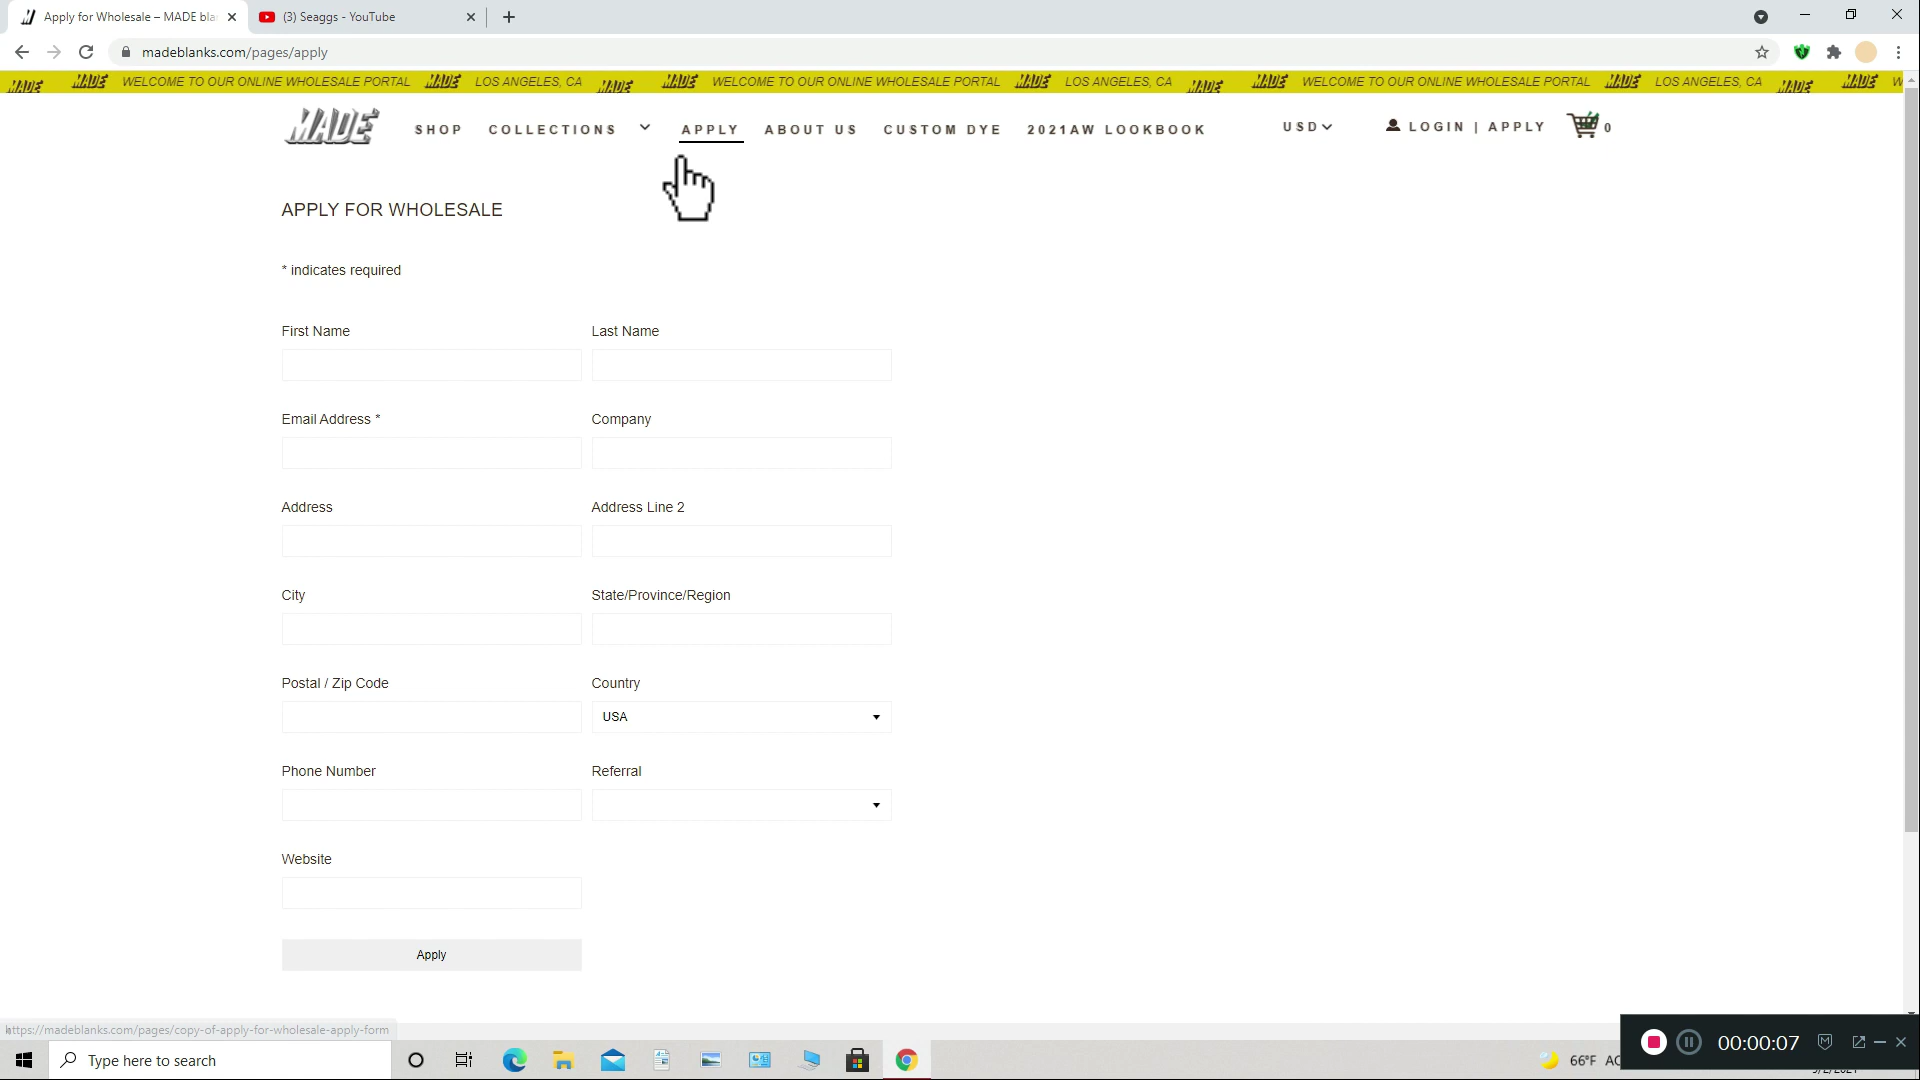 Apply for Wholesale – MADE bla
(3) Seaggs - YouTube
madeblanks.com/pages/apply
MADE MADE WELCOME TO OUR ONLINE WHOLESALE PORTAL MADE LOS ANGELES, CA MADE MADE WELCOME TO OUR ONLINE WHOLESALE PORTAL MADE LOS ANGELES, CA MADE MADE WELCOME TO OUR ONLINE WHOLESALE PORTAL MADE LOS ANGELES, CA MADE MADE W
MADE SHOP COLLECTIONS APPLY ABOUT US CUSTOM DYE 2021AW LOOKBOOK USD LOGIN | APPLY 0
APPLY FOR WHOLESALE
* indicates required
First Name Last Name
Email Address * Company
Address Address Line 2
City State/Province/Region
Postal / Zip Code Country
USA
Phone Number Referral
Website
Apply
https://madeblanks.com/pages/copy-of-apply-for-wholesale-apply-form
Type here to search
66°F AC
00:00:07